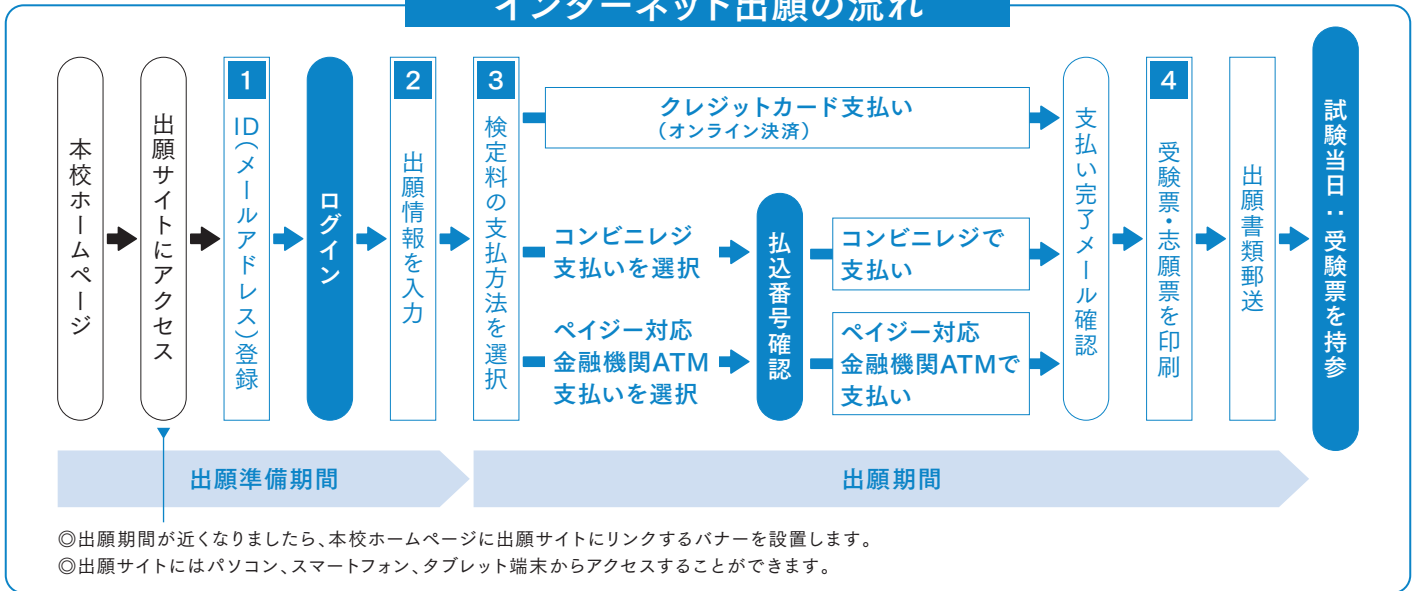 インターネット出願の流れ
本校ホームページ
出願サイトにアクセス
1
ID(メールアドレス)登録
ログイン
2
出願情報を入力
3
検定料の支払方法を選択
クレジットカード支払い
(オンライン決済)
コンビニレジ
支払いを選択
ペイジー対応
金融機関ATM
支払いを選択
払込番号確認
コンビニレジで
支払い
ペイジー対応
金融機関ATMで
支払い
支払い完了メール確認
4
受験票・志願票を印刷
出願書類郵送
試験当日:受験票を持参
出願準備期間
出願期間
◎出願期間が近くなりましたら、本校ホームページに出願サイトにリンクするバナーを設置します。
◎出願サイトにはパソコン、スマートフォン、タブレット端末からアクセスすることができます。